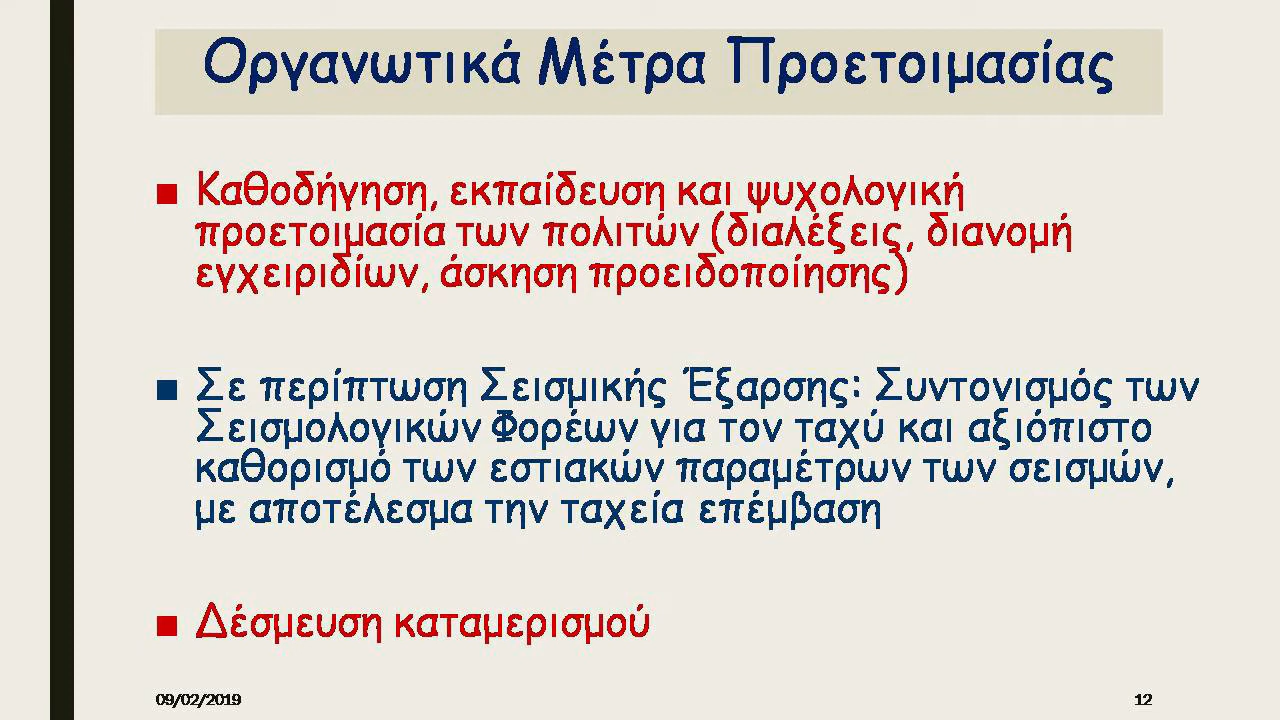 Οργανωτικά Μέτρα Προετοιμασίας
■ Καθοδήγηση, εκπαίδευση και ψυχολογική
προετοιμασία των πολιτών (διαλέξεις, διανομή
εγχειριδίων, άσκηση προειδοποίησης)
■ Σε περίπτωση Σεισμικής Έξαρσης: Συντονισμός των
Σεισμολογικών Φορέων για τον ταχύ και αξιόπιστο
καθορισμό των εστιακών παραμέτρων των σεισμών,
με αποτέλεσμα την ταχεία επέμβαση
■ Δέσμευση καταμερισμού
09/02/2019
12